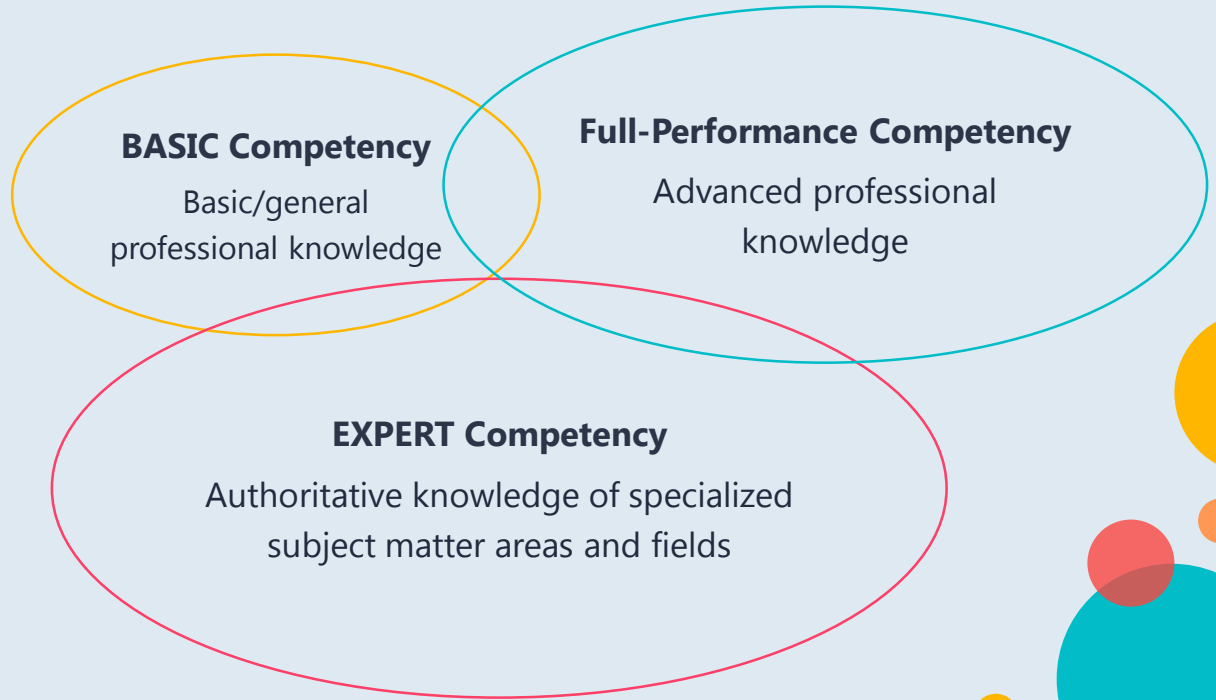 BASIC Competency
Basic/general
professional knowledge
Full-Performance Competency
Advanced professional
knowledge
EXPERT Competency
Authoritative knowledge of specialized
subject matter areas and fields